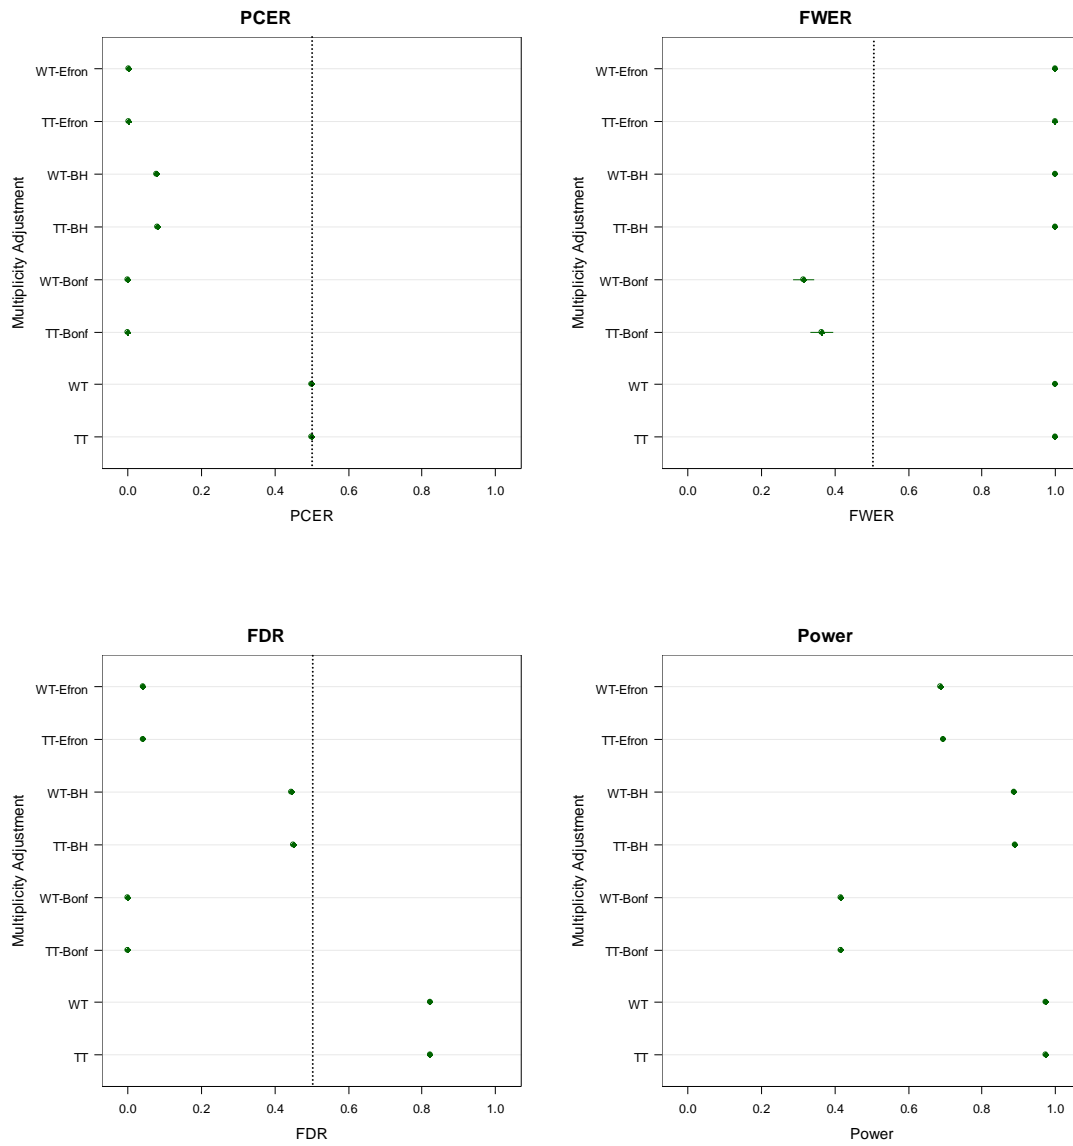 PCER
Multiplicity Adjustment
WT-Efron
TT-Efron
WT-BH
TT-BH
WT-Bonf
TT-Bonf
WT
TT
0.0 0.2 0.4 0.6 0.8 1.0
PCER
FWER
Multiplicity Adjustment
WT-Efron
TT-Efron
WT-BH
TT-BH
WT-Bonf
TT-Bonf
WT
TT
0.0 0.2 0.4 0.6 0.8 1.0
FWER
FDR
Multiplicity Adjustment
WT-Efron
TT-Efron
WT-BH
TT-BH
WT-Bonf
TT-Bonf
WT
TT
0.0 0.2 0.4 0.6 0.8 1.0
FDR
Power
Multiplicity Adjustment
WT-Efron
TT-Efron
WT-BH
TT-BH
WT-Bonf
TT-Bonf
WT
TT
0.0 0.2 0.4 0.6 0.8 1.0
Power